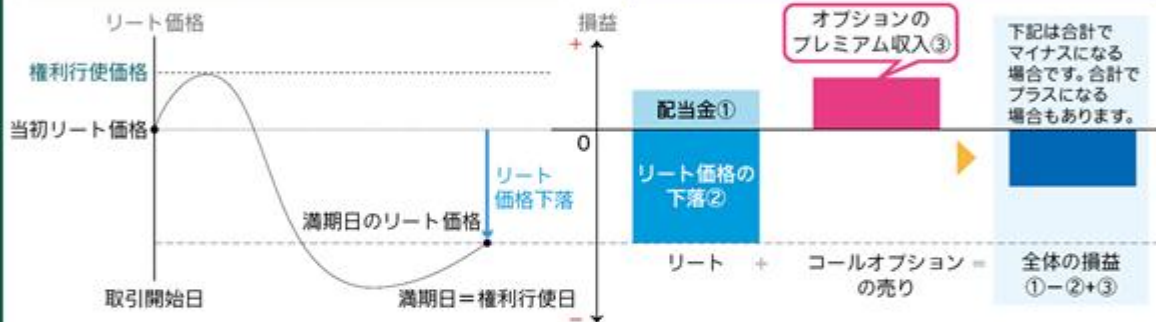 リート価格
権利行使価格
当初リート価格
リート
価格下落
満期日のリート価格
取引開始日
満期日=権利行使日
損益
+
0
−
配当金①
リート価格の
下落②
リート
+
オプションの
プレミアム収入③
コールオプション
の売り
=
下記は合計で
マイナスになる
場合です。合計で
プラスになる
場合もあります。
全体の損益
①−②+③